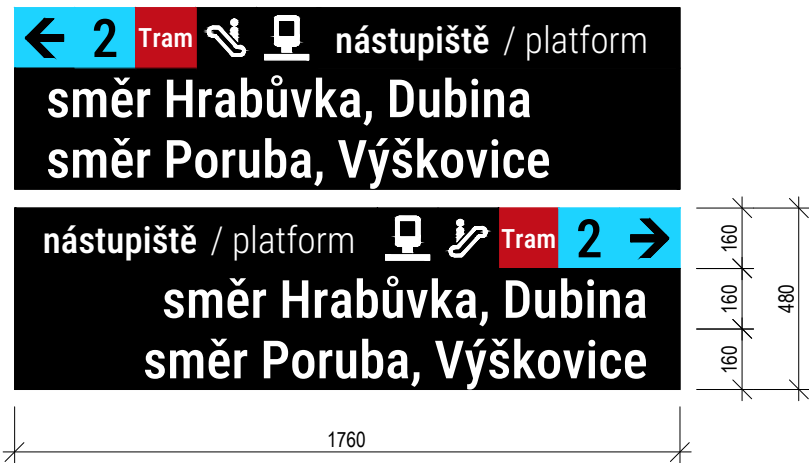 ← 2 Tram nástupiště / platform
směr Hrabůvka, Dubina
směr Poruba, Výškovice
nástupiště / platform Tram 2 →
směr Hrabůvka, Dubina
směr Poruba, Výškovice
160
160
160
480
1760